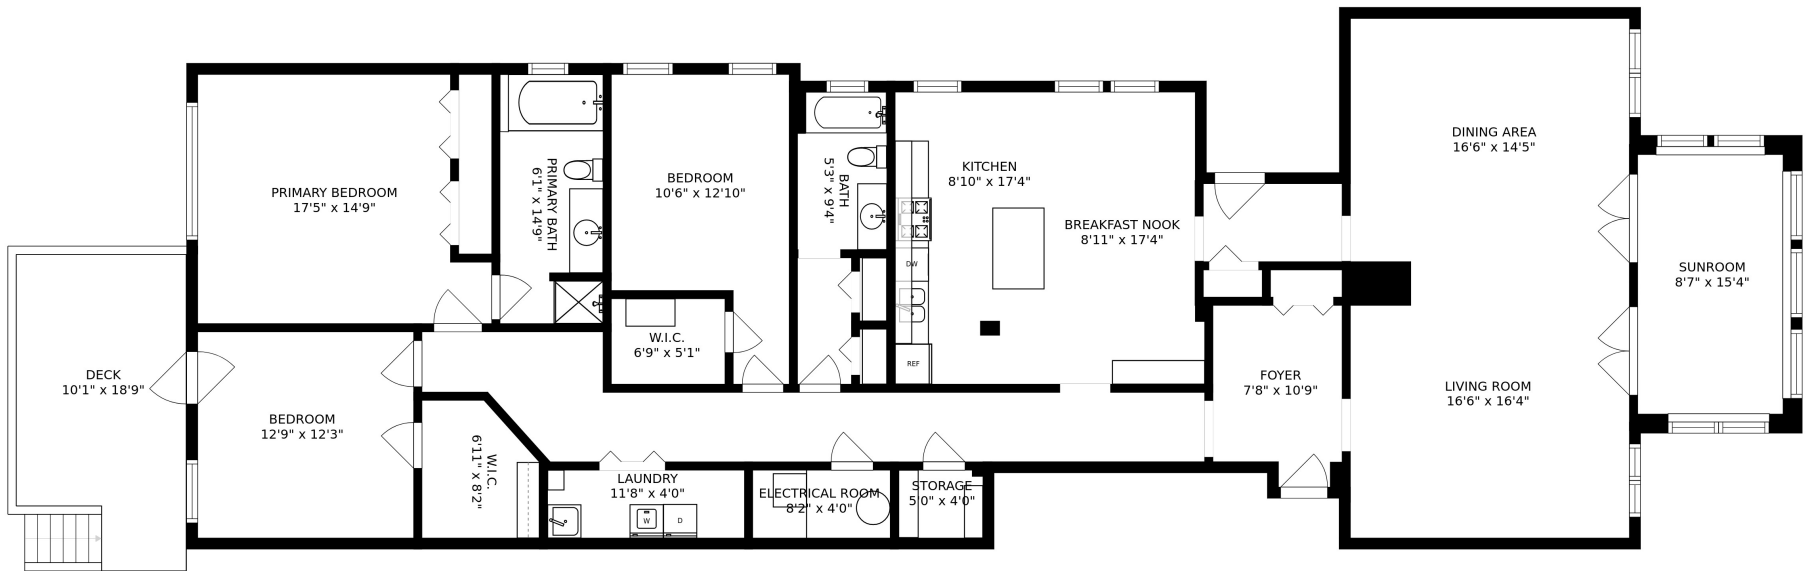 PRIMARY BEDROOM
17'5" x 14'9"
PRIMARY BATH
6'1" x 14'9"
BEDROOM
10'6" x 12'10"
BATH
5'3" x 9'4"
KITCHEN
8'10" x 17'4"
BREAKFAST NOOK
8'11" x 17'4"
DW
REF
DINING AREA
16'6" x 14'5"
SUNROOM
8'7" x 15'4"
DECK
10'1" x 18'9"
BEDROOM
12'9" x 12'3"
W.I.C.
6'11" x 8'2"
W.I.C.
6'9" x 5'1"
LAUNDRY
11'8" x 4'0"
W
D
ELECTRICAL ROOM
8'2" x 4'0"
STORAGE
5'0" x 4'0"
FOYER
7'8" x 10'9"
LIVING ROOM
16'6" x 16'4"